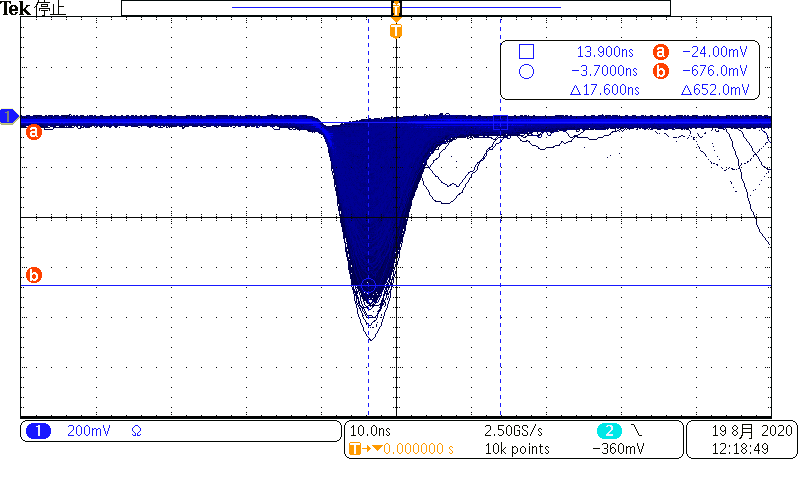 Tek 停止
T
T
□ 13.900ns a −24.00mV
○ −3.7000ns b −676.0mV
Δ17.600ns Δ652.0mV
1
a
b
1 200mV Ω
10.0ns 2.50GS/s 2 \
T→▼0.000000 s 10k points −360mV
19 8月 2020
12:18:49